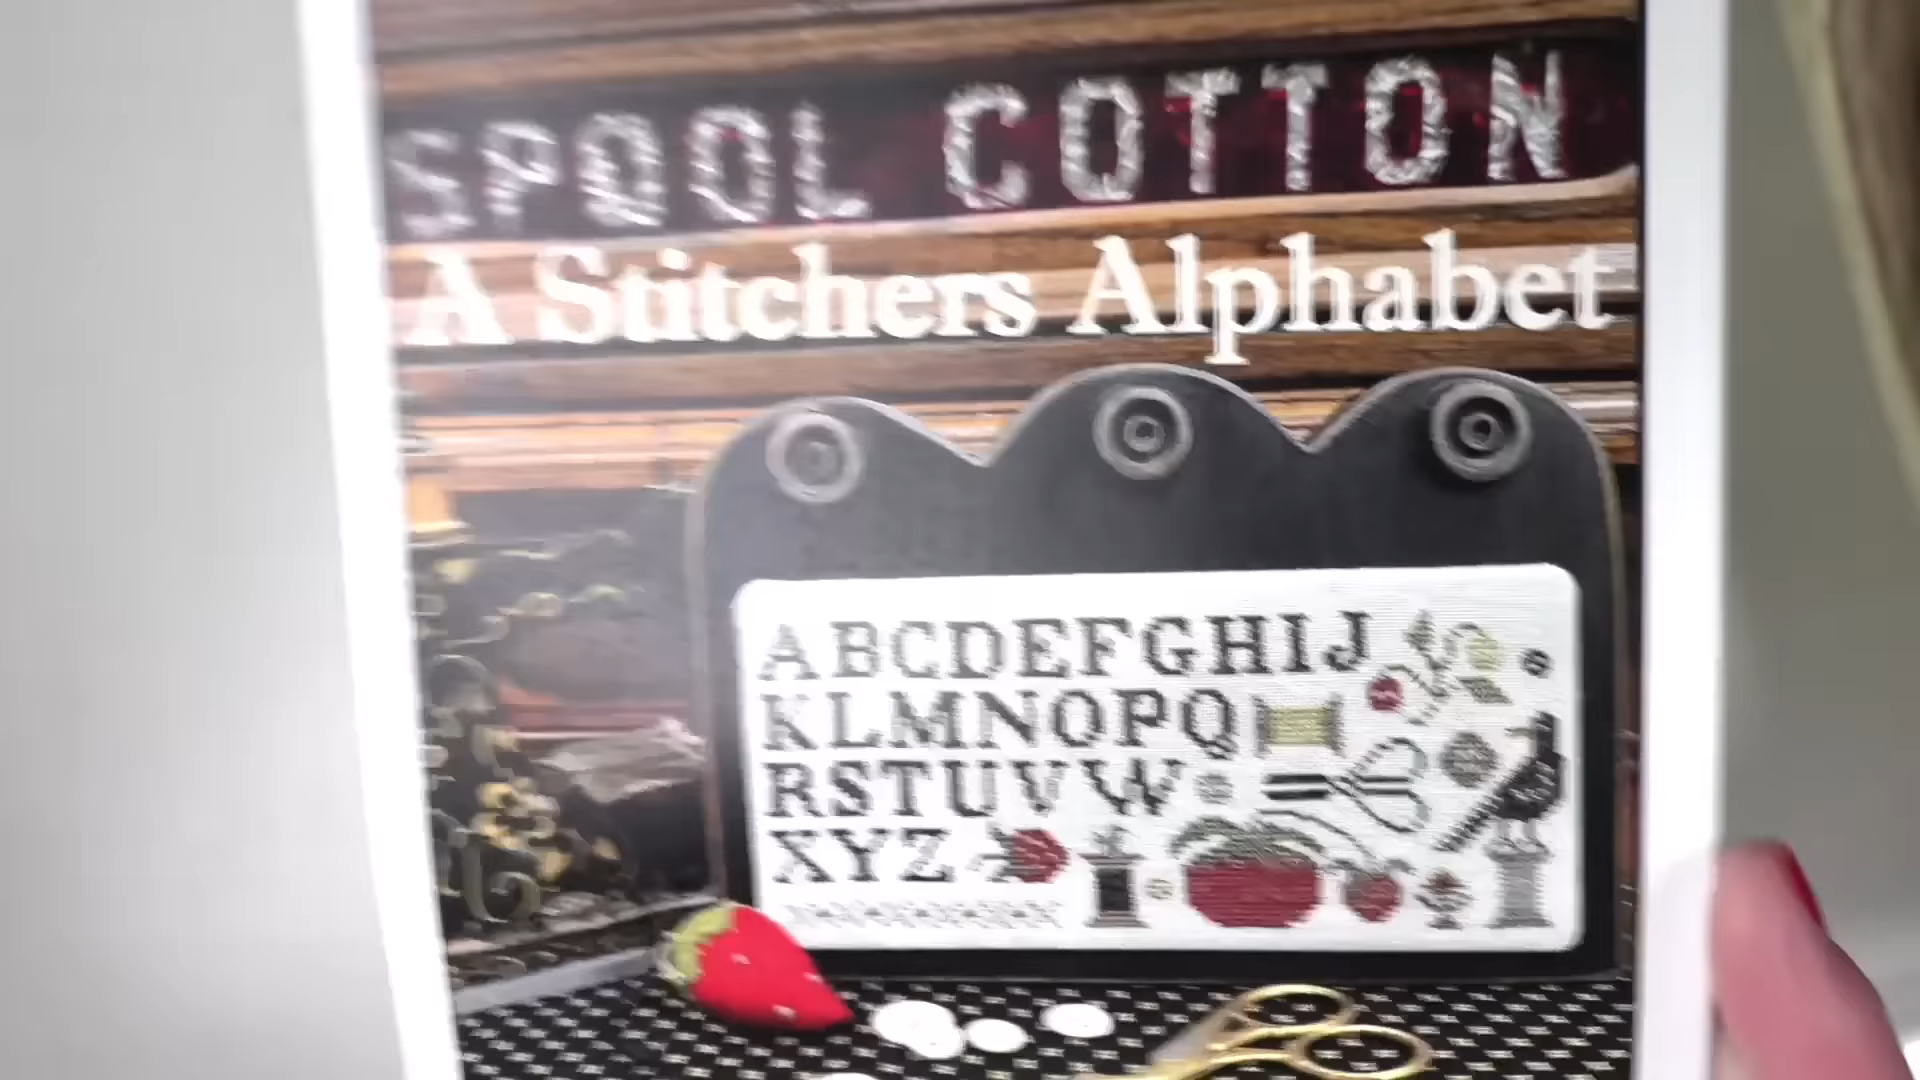 SPOOL COTTON
A Stitchers Alphabet
ABCDEFGHIJ
KLMNOPQ
RSTUVW
XYZ